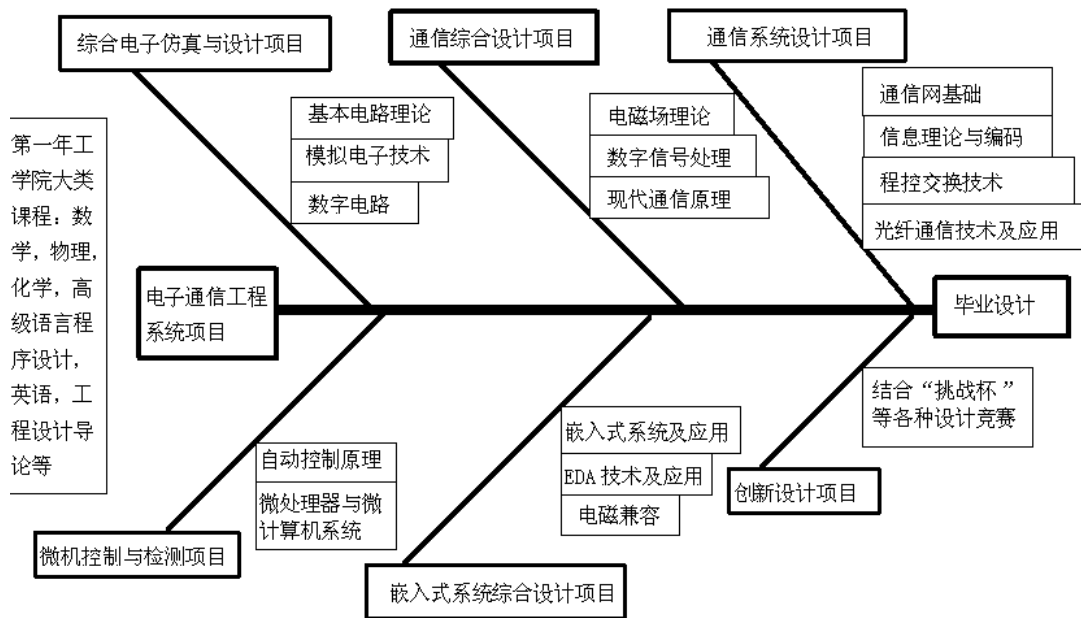 综合电子仿真与设计项目
通信综合设计项目
通信系统设计项目
基本电路理论
模拟电子技术
数字电路
电磁场理论
数字信号处理
现代通信原理
通信网基础
信息理论与编码
程控交换技术
光纤通信技术及应用
第一年工
学院大类
课程：数
学，物理，
化学，高
级语言程
序设计，
英语，工
程设计导
论等
电子通信工程
系统项目
毕业设计
自动控制原理
微处理器与微
计算机系统
微机控制与检测项目
嵌入式系统及应用
EDA 技术及应用
电磁兼容
嵌入式系统综合设计项目
结合“挑战杯”
等各种设计竞赛
创新设计项目